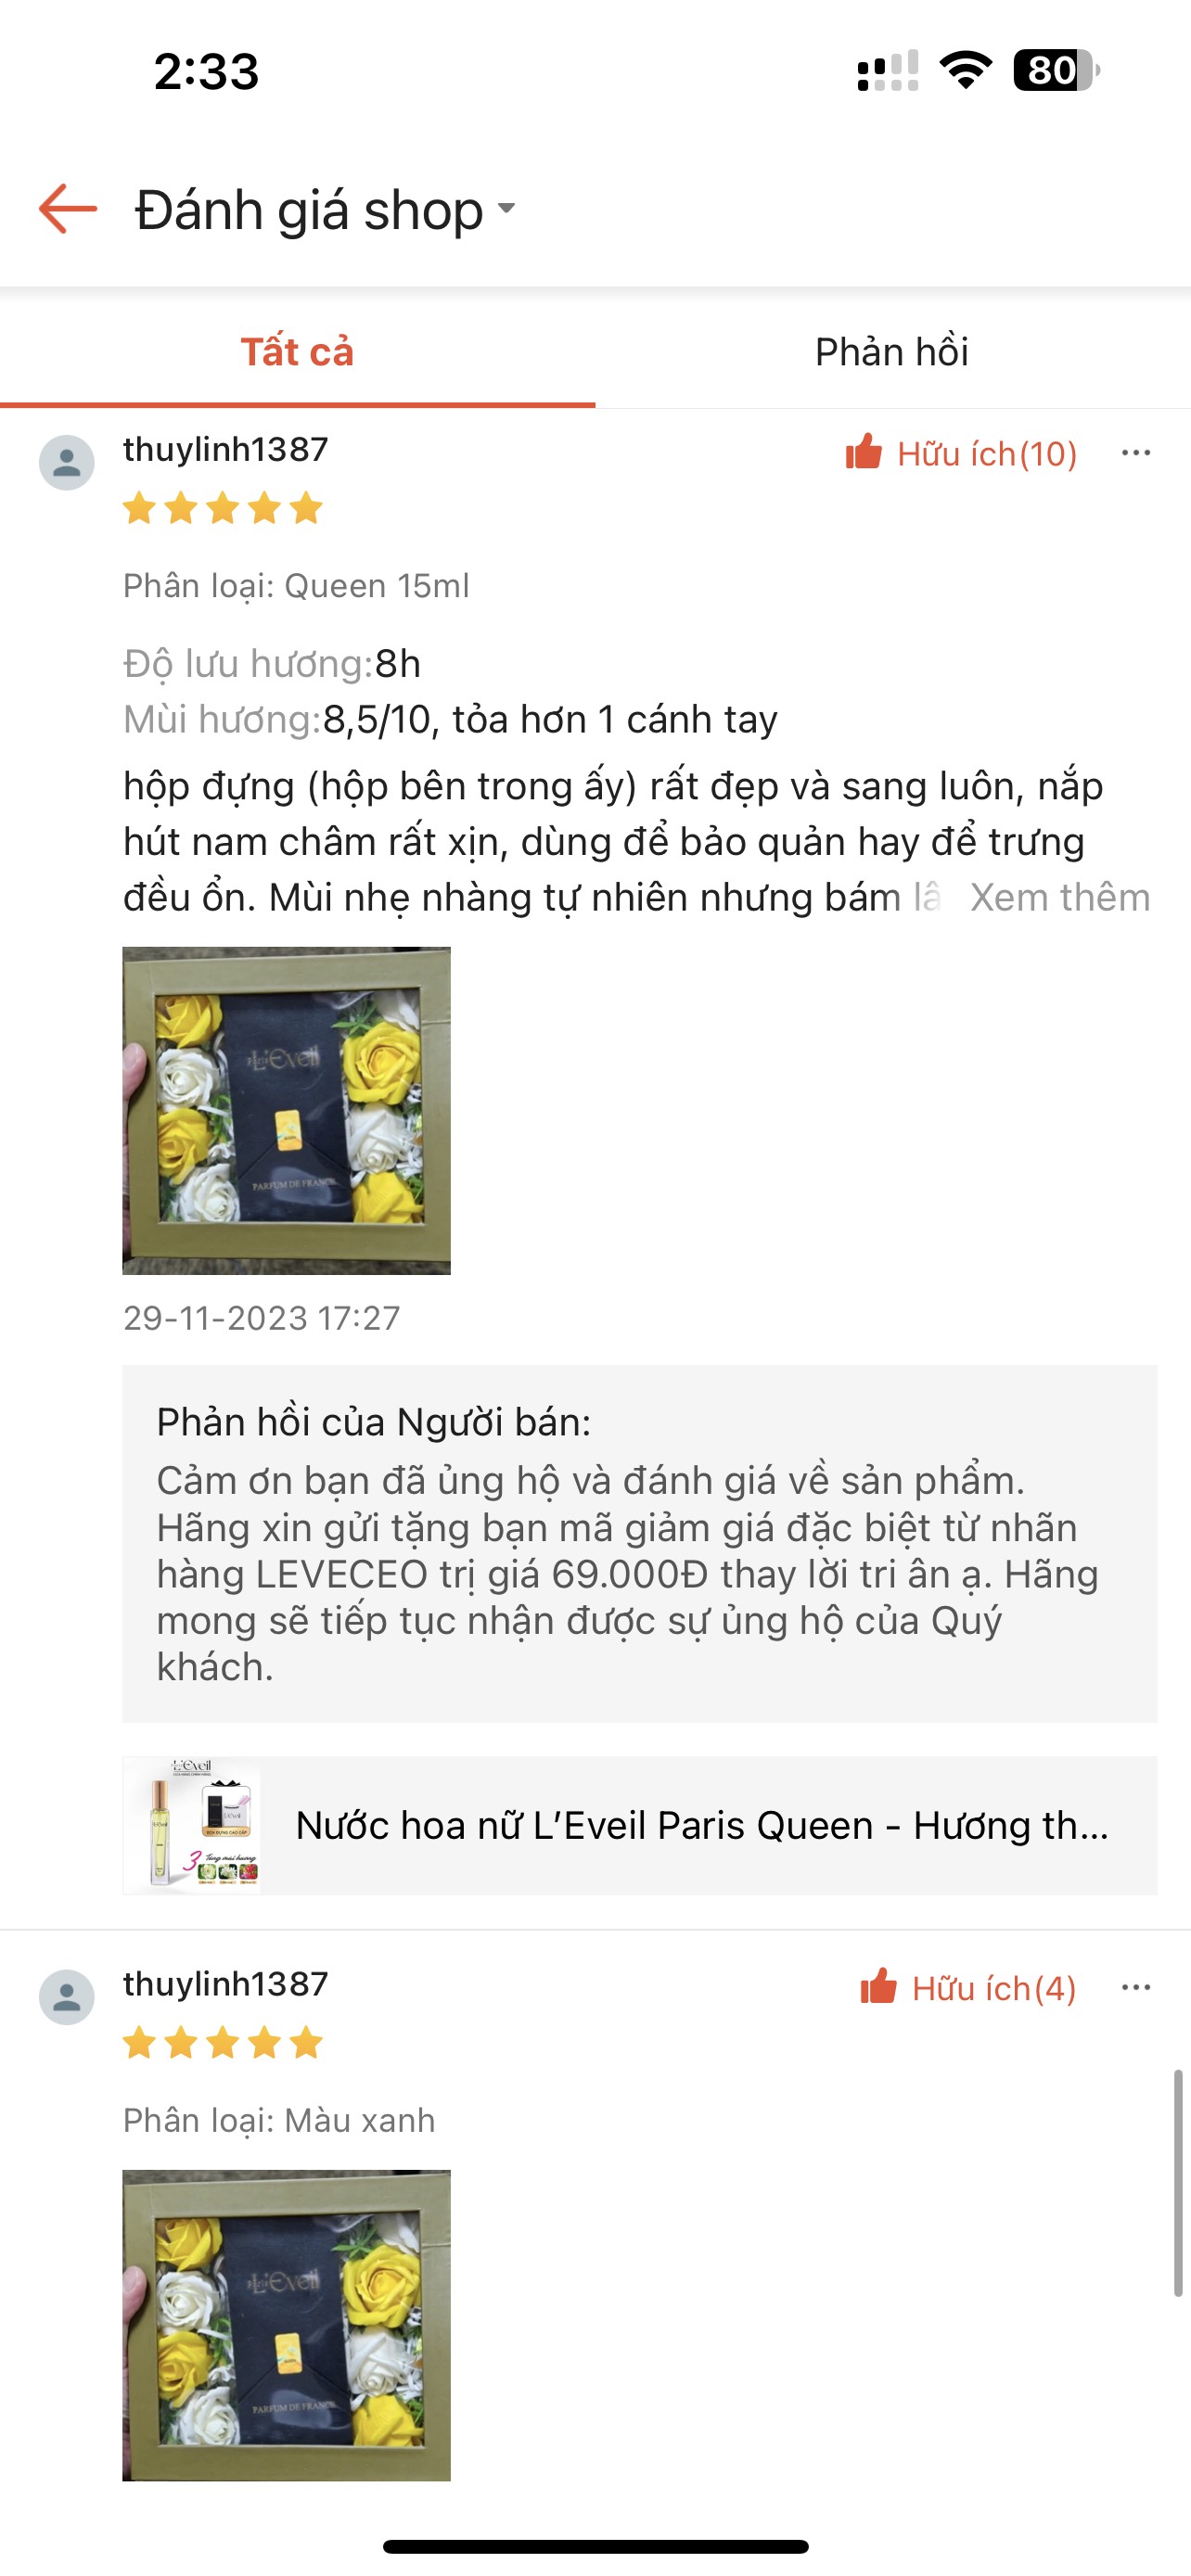 2:33
80
Đánh giá shop
Tất cả
Phản hồi
thuylinh1387
Hữu ích(10)
Phân loại: Queen 15ml
Độ lưu hương:8h
Mùi hương:8,5/10, tỏa hơn 1 cánh tay
hộp đựng (hộp bên trong ấy) rất đẹp và sang luôn, nắp
hút nam châm rất xịn, dùng để bảo quản hay để trưng
đều ổn. Mùi nhẹ nhàng tự nhiên nhưng bám lâ Xem thêm
L'Eveil
PARFUM DE FRANCE
29-11-2023 17:27
Phản hồi của Người bán:
Cảm ơn bạn đã ủng hộ và đánh giá về sản phẩm.
Hãng xin gửi tặng bạn mã giảm giá đặc biệt từ nhãn
hàng LEVECEO trị giá 69.000Đ thay lời tri ân ạ. Hãng
mong sẽ tiếp tục nhận được sự ủng hộ của Quý
khách.
L'Eveil
3 Tầng mùi hương
Nước hoa nữ L’Eveil Paris Queen - Hương th...
thuylinh1387
Hữu ích(4)
Phân loại: Màu xanh
L'Eveil
PARFUM DE FRANCE